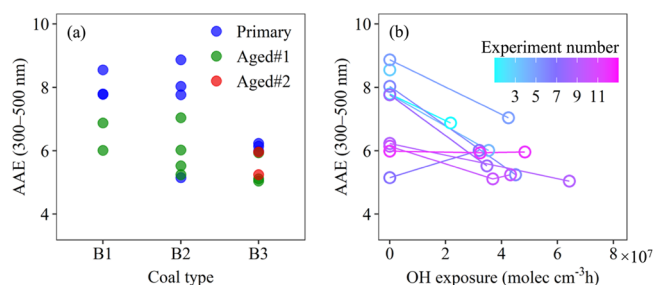 (a)
Primary
Aged#1
Aged#2
10
8
6
4
AAE (300–500 nm)
B1 B2 B3
Coal type
(b)
Experiment number
3 5 7 9 11
10
8
6
4
AAE (300–500 nm)
0 2 4 6 8 ×10⁷
OH exposure (molec cm⁻³h)